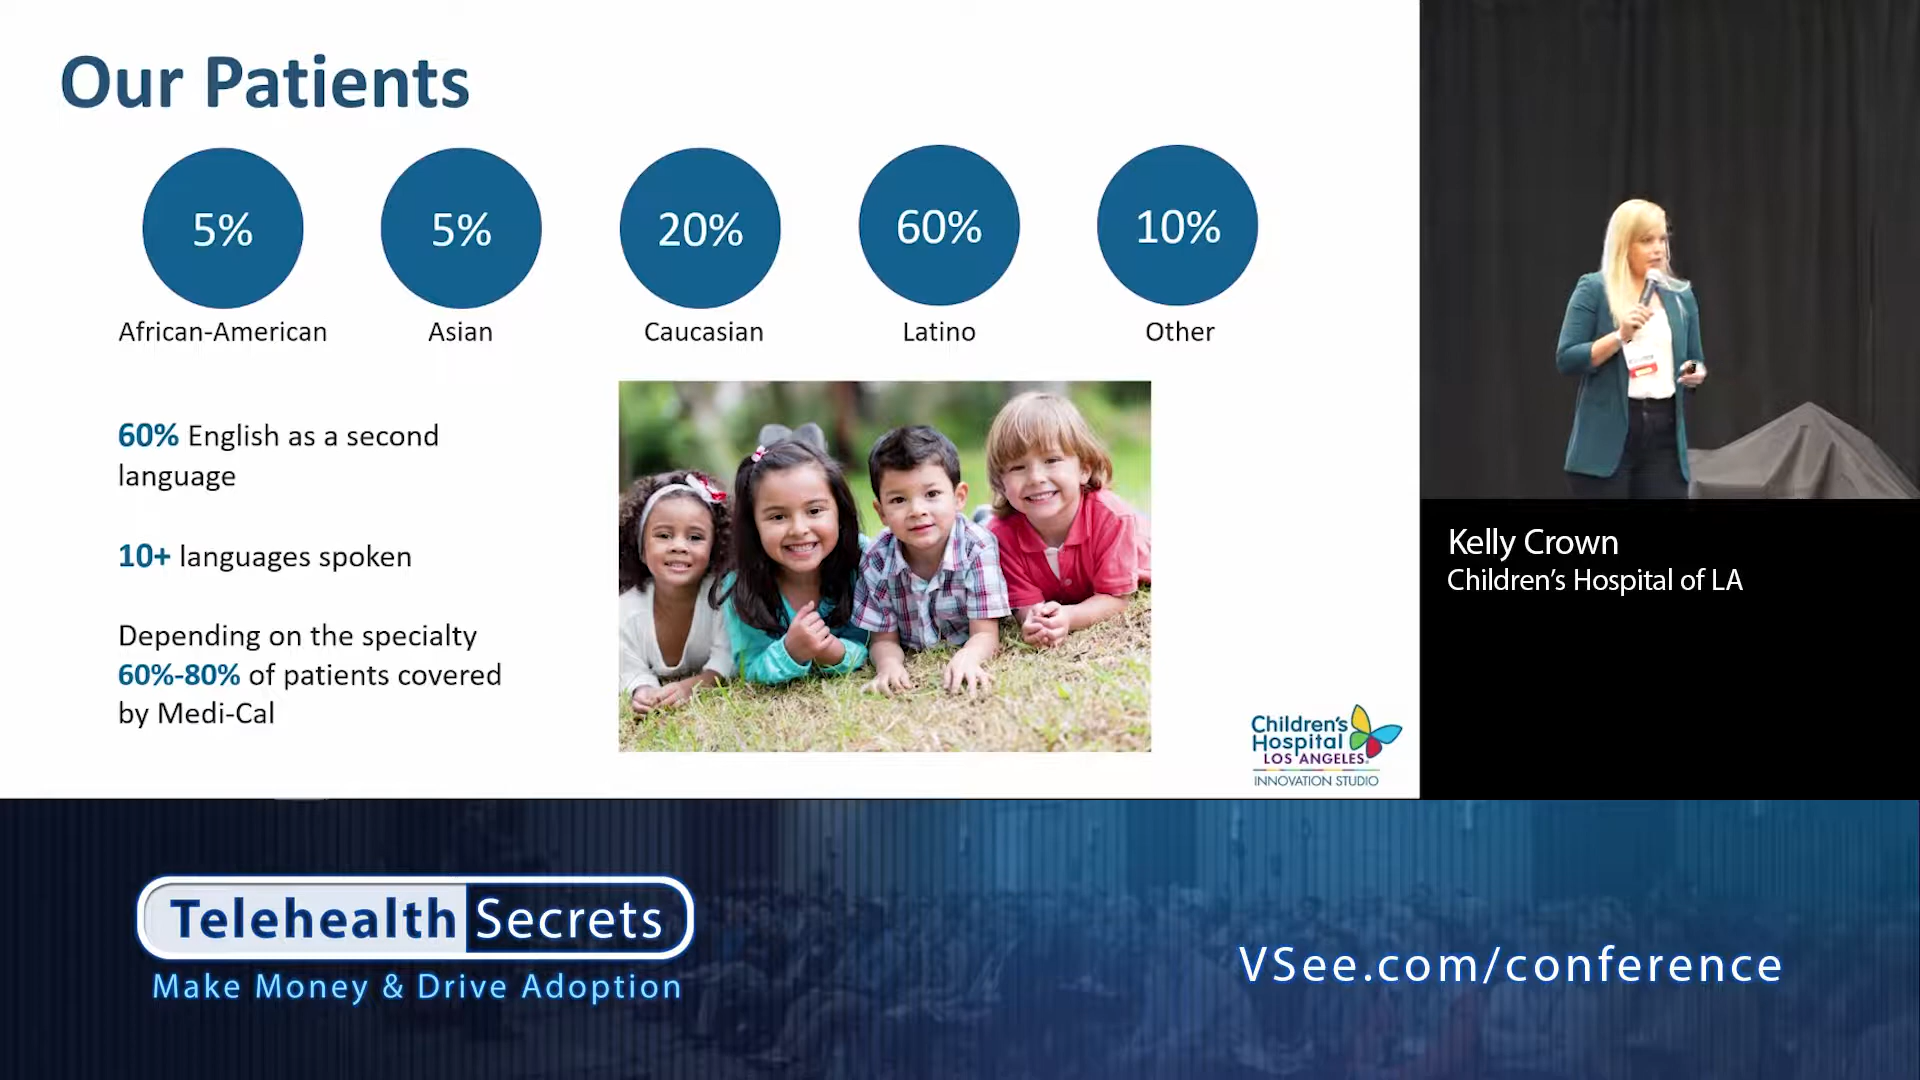 Our Patients
5%
5%
20%
60%
10%
African-American
Asian
Caucasian
Latino
Other
60% English as a second
language
10+ languages spoken
Depending on the specialty
60%-80% of patients covered
by Medi-Cal
Children's
Hospital
LOS ANGELES
INNOVATION STUDIO
Kelly Crown
Children's Hospital of LA
Telehealth Secrets
Make Money & Drive Adoption
VSee.com/conference